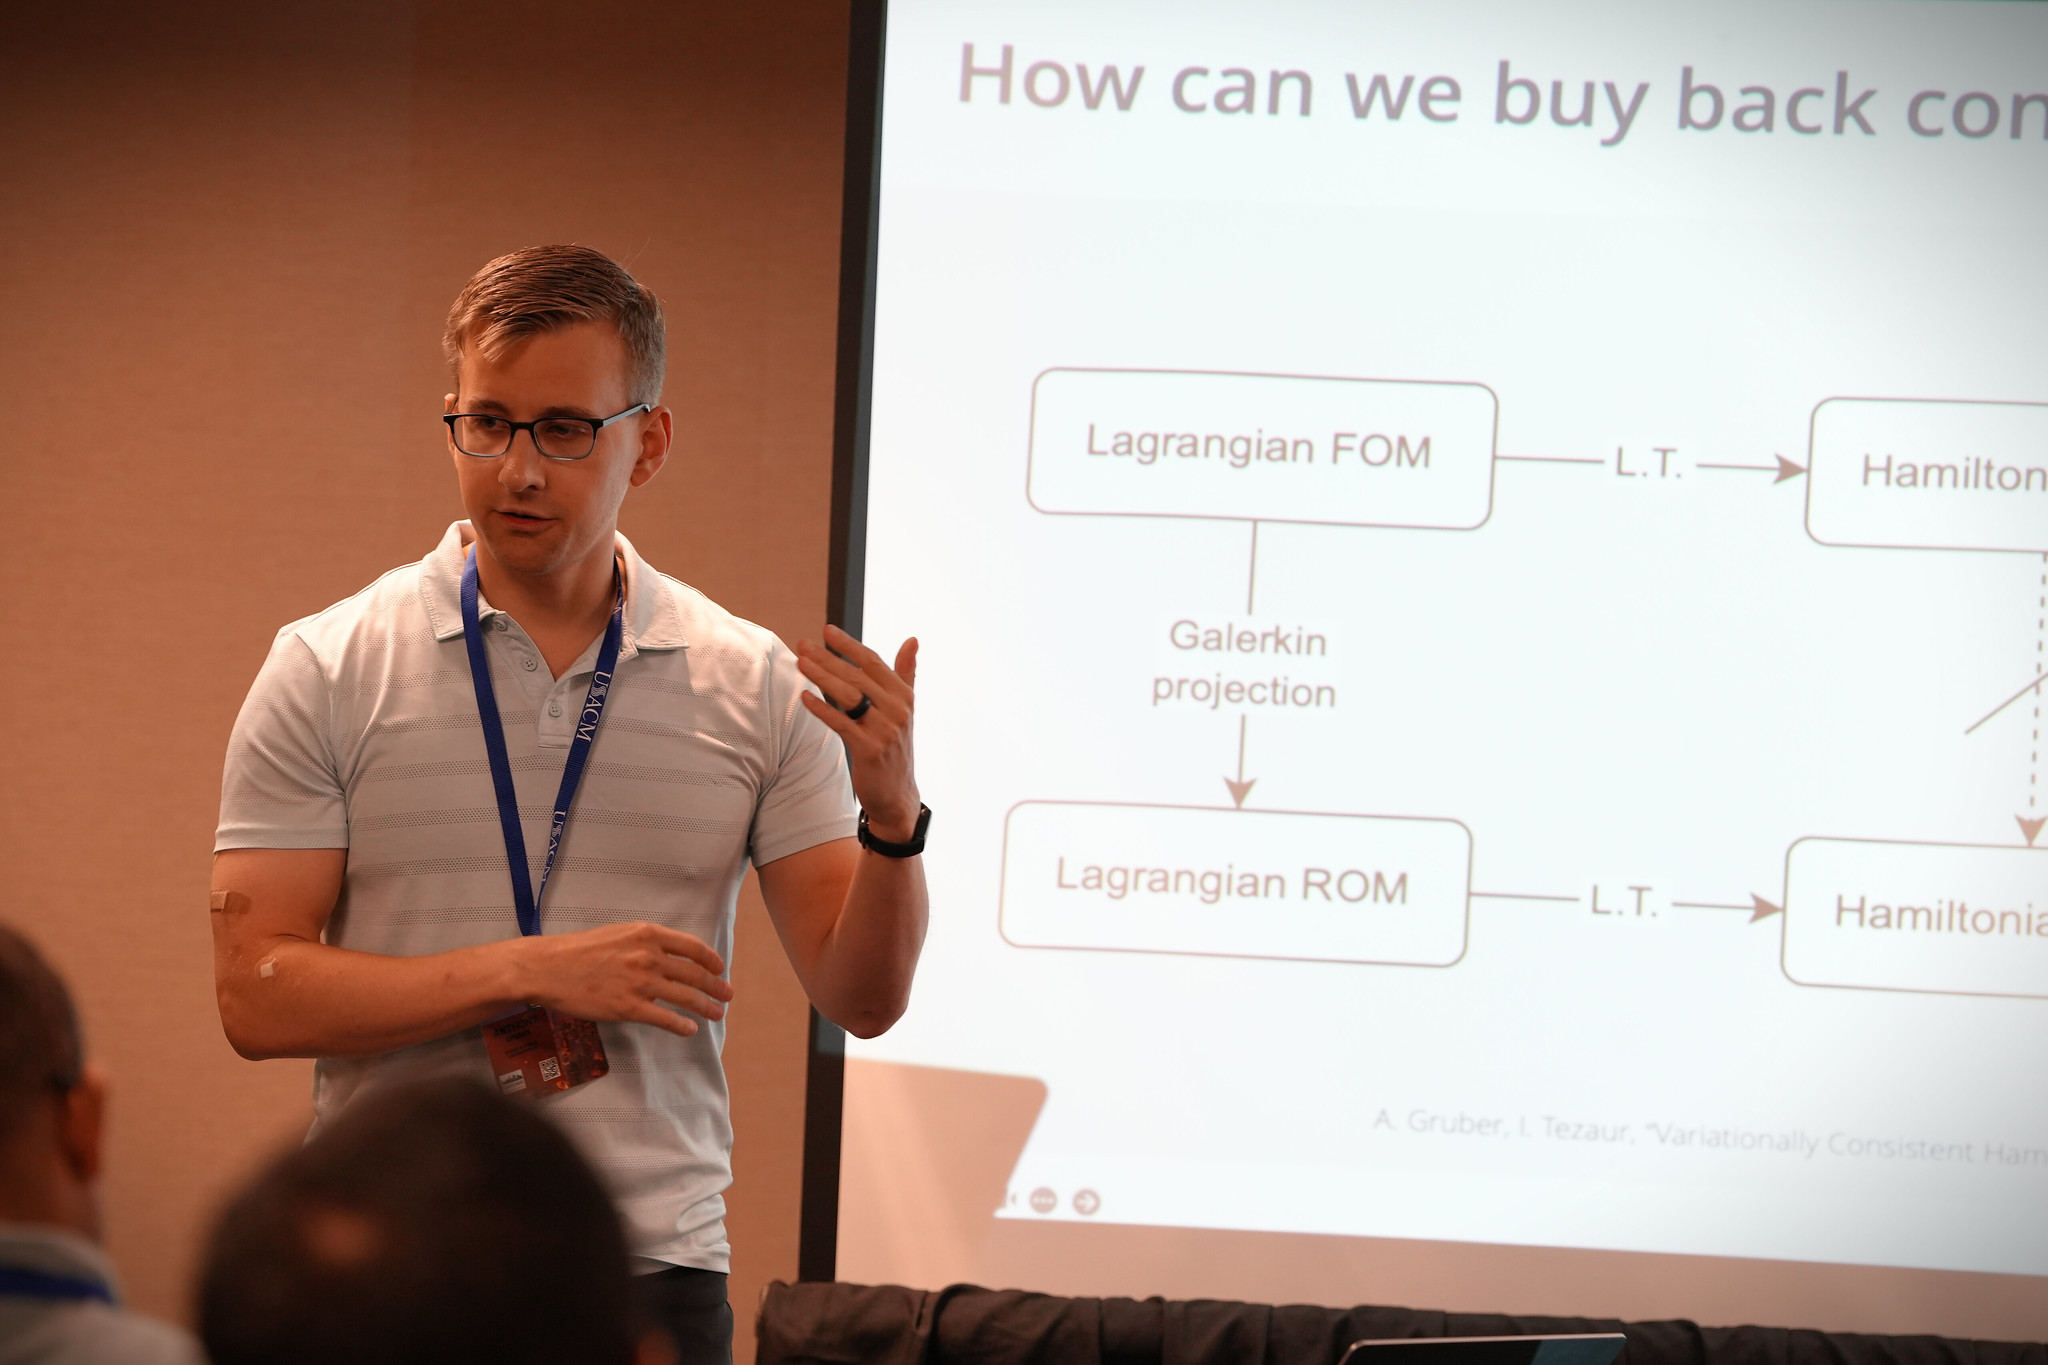 How can we buy back con
Lagrangian FOM
L.T.
Hamilton
Galerkin
projection
Lagrangian ROM
L.T.
Hamiltonia
A. Gruber, I. Tezaur, "Variationally Consistent Ham
USACM
USACM
ANTHONY